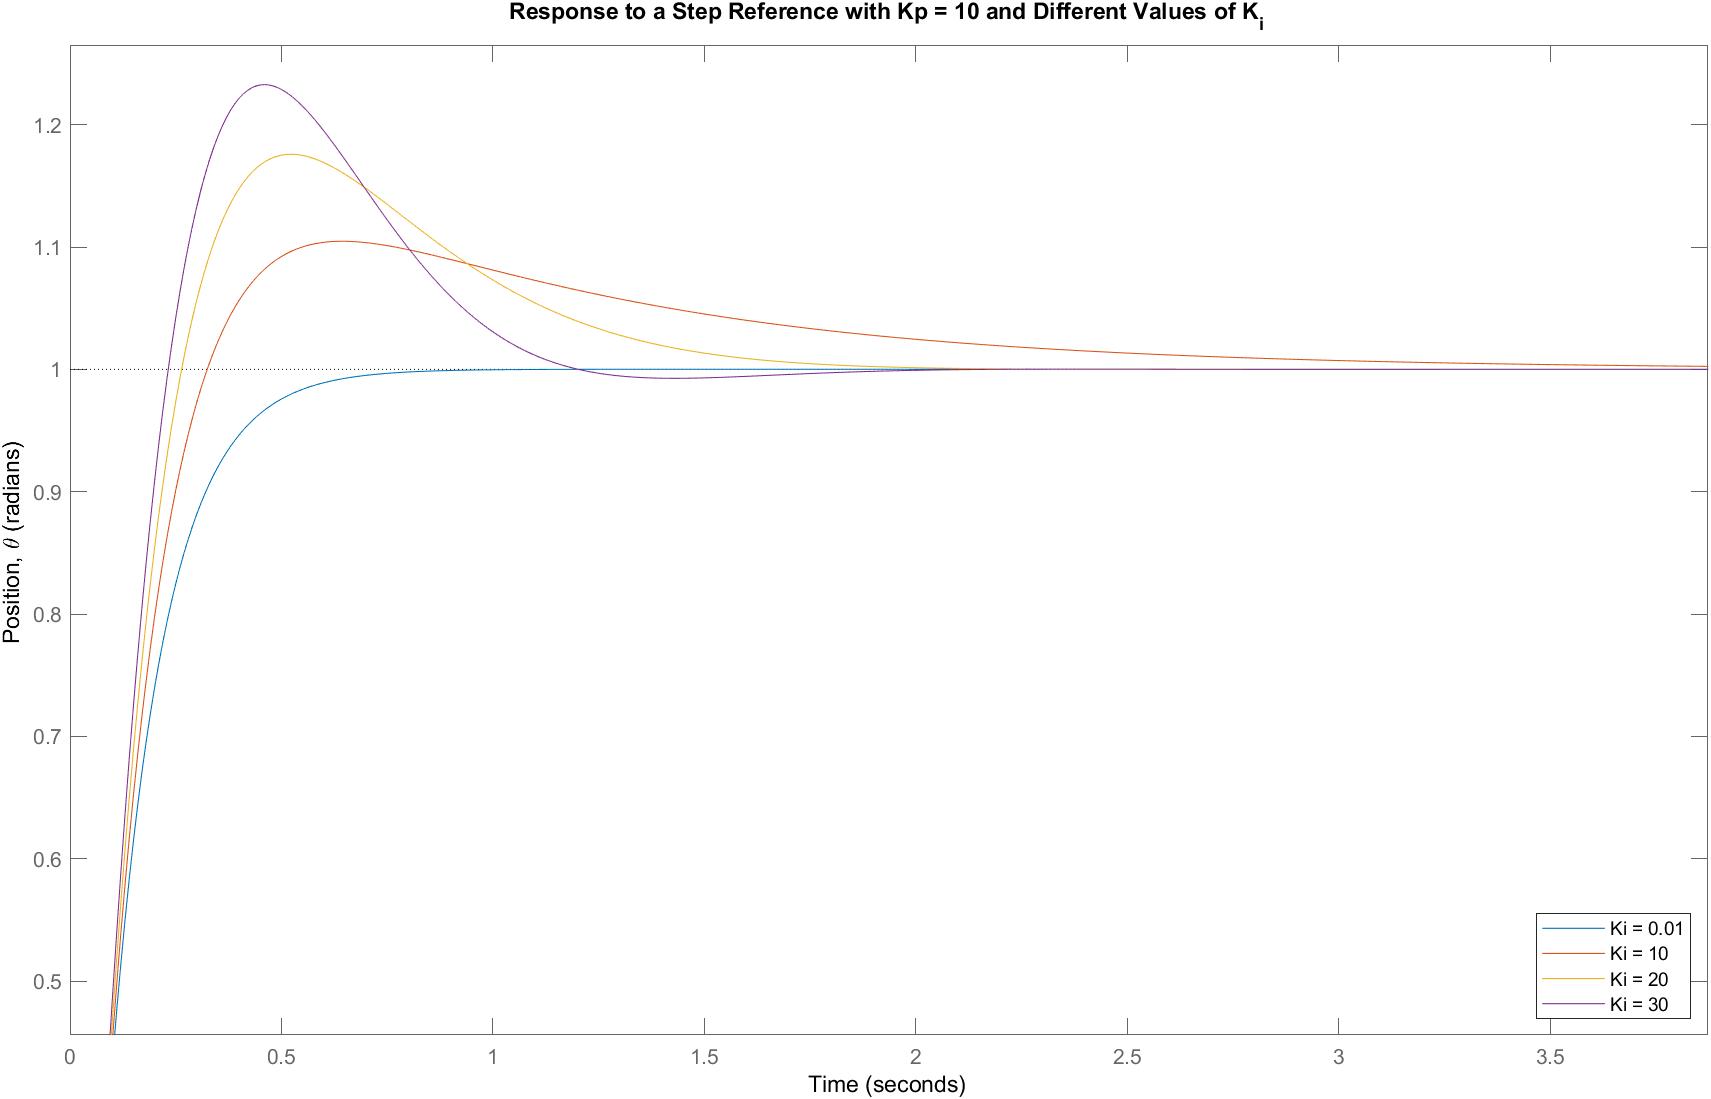 Response to a Step Reference with Kp = 10 and Different Values of Ki
1.2
1.1
1
0.9
0.8
0.7
0.6
0.5
Position, θ (radians)
Ki = 0.01
Ki = 10
Ki = 20
Ki = 30
0 0.5 1 1.5 2 2.5 3 3.5
Time (seconds)